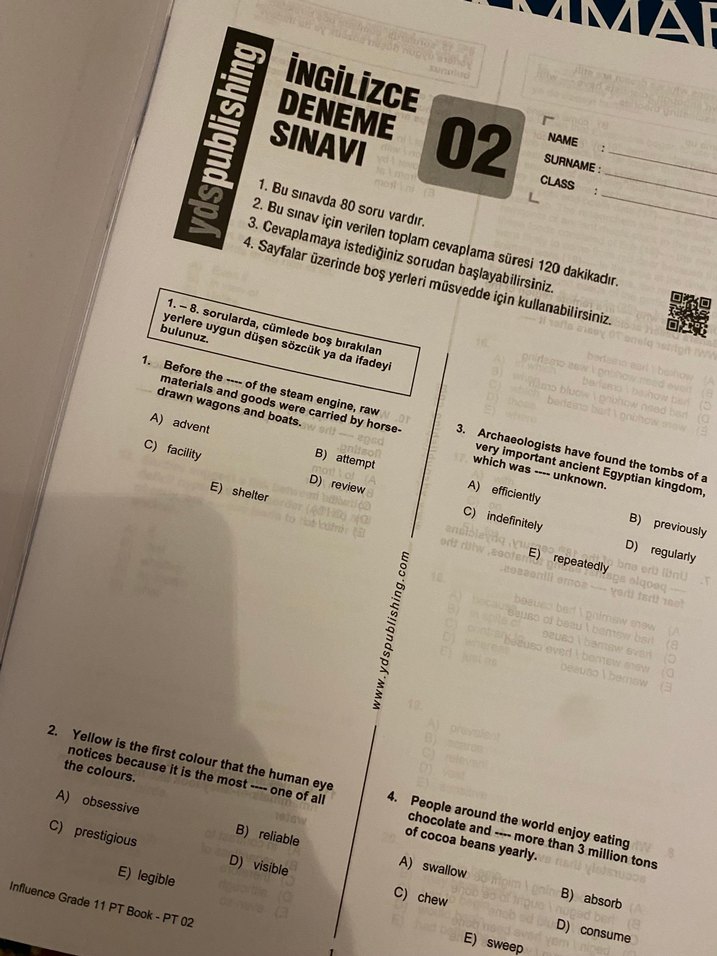 AMMAR
ydspublishing
İNGİLİZCE
DENEME
SINAVI
02
NAME :
SURNAME :
CLASS :
1. Bu sınavda 80 soru vardır.
2. Bu sınav için verilen toplam cevaplama süresi 120 dakikadır.
3. Cevaplamaya istediğiniz sorudan başlayabilirsiniz.
4. Sayfalar üzerinde boş yerleri müsvedde için kullanabilirsiniz.
1. – 8. sorularda, cümlede boş bırakılan
yerlere uygun düşen sözcük ya da ifadeyi
bulunuz.
1. Before the ---- of the steam engine, raw
materials and goods were carried by horse-
drawn wagons and boats.
A) advent
B) attempt
C) facility
D) review
E) shelter
2. Yellow is the first colour that the human eye
notices because it is the most ---- one of all
the colours.
A) obsessive
B) reliable
C) prestigious
D) visible
E) legible
Influence Grade 11 PT Book - PT 02
www.ydspublishing.com
3. Archaeologists have found the tombs of a
very important ancient Egyptian kingdom,
which was ---- unknown.
A) efficiently
B) previously
C) indefinitely
D) regularly
E) repeatedly
4. People around the world enjoy eating
chocolate and ---- more than 3 million tons
of cocoa beans yearly.
A) swallow
B) absorb
C) chew
D) consume
E) sweep